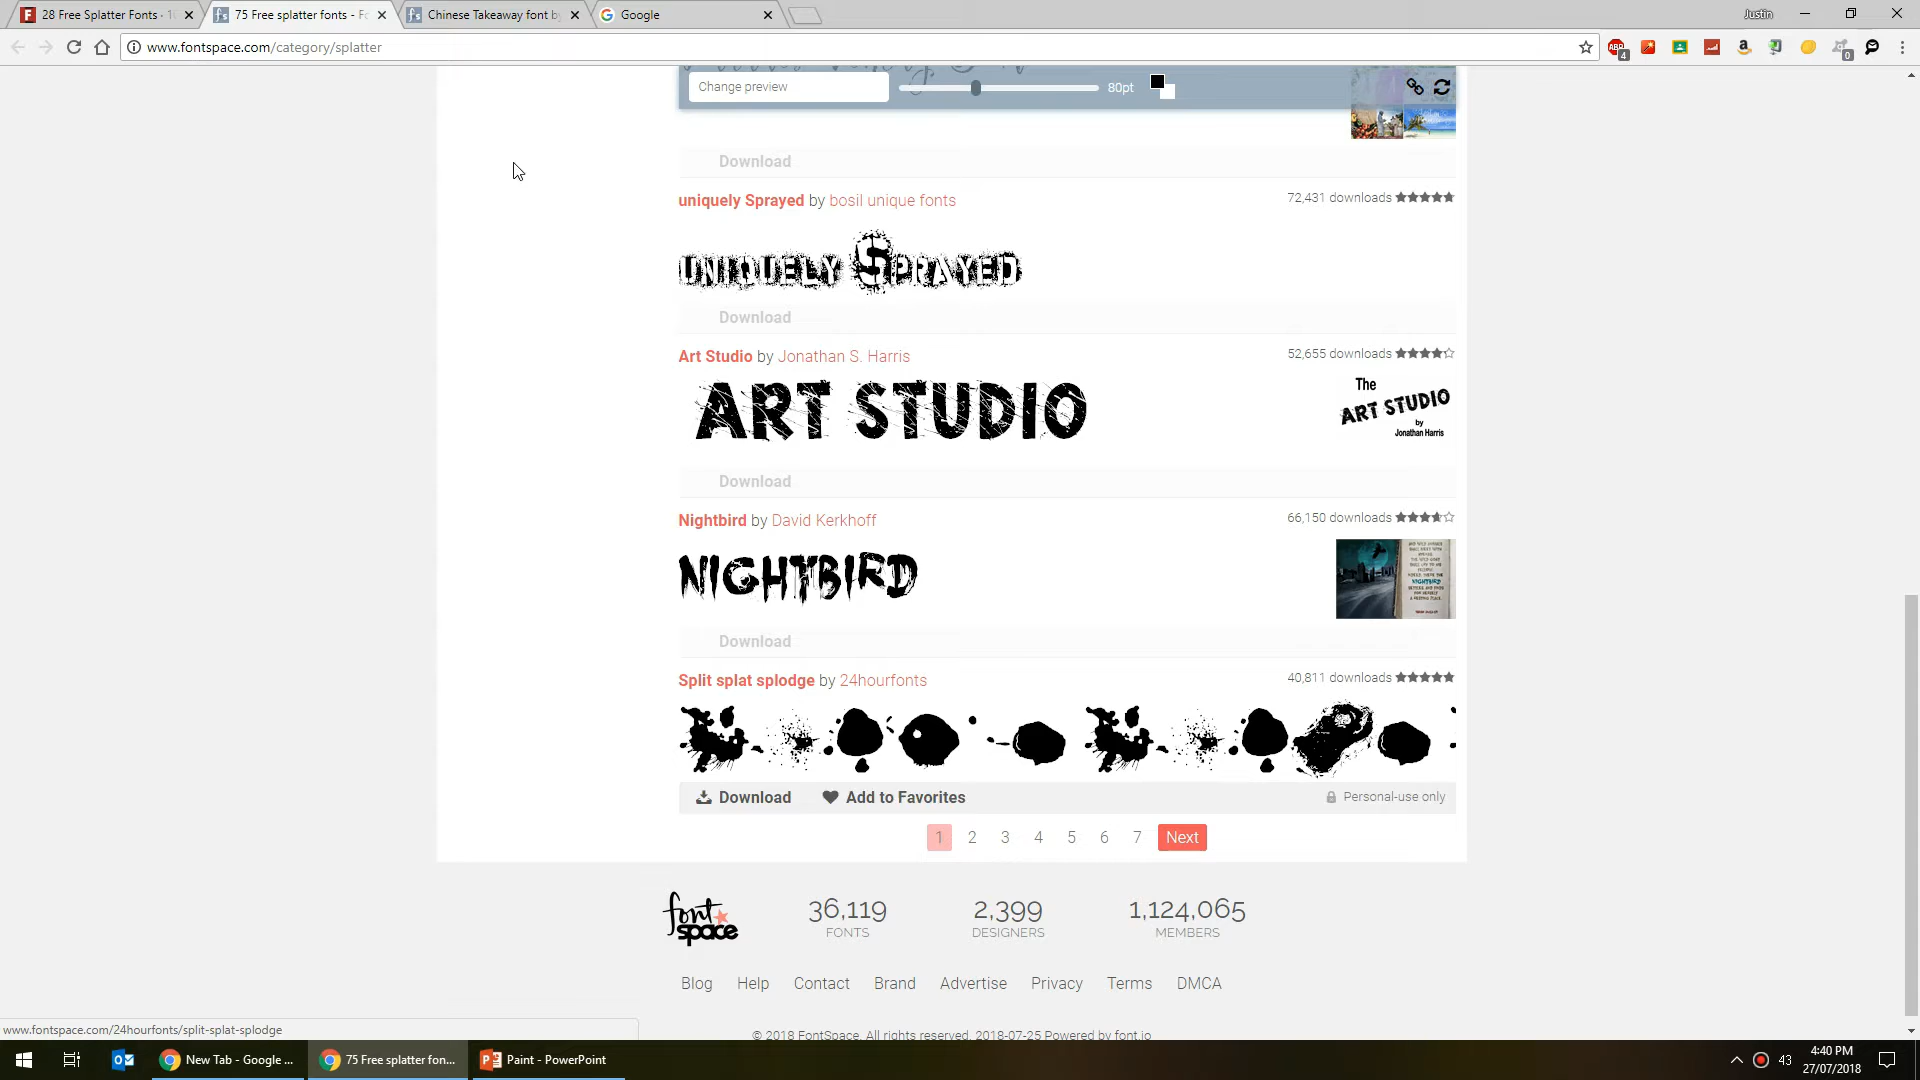 28 Free Splatter Fonts · 10
75 Free splatter fonts - Fo
Chinese Takeaway font by
Google
Justin
www.fontspace.com/category/splatter
4
0
Change preview
80pt
Download
uniquely Sprayed by bosil unique fonts
72,431 downloads
UNIQUELY SPRAYED
Download
Art Studio by Jonathan S. Harris
52,655 downloads
ART STUDIO
The
ART STUDIO
by
Jonathan Harris
Download
Nightbird by David Kerkhoff
66,150 downloads
NIGHTBIRD
NIGHTBIRD
Download
Split splat splodge by 24hourfonts
40,811 downloads
Download
Add to Favorites
Personal-use only
1 2 3 4 5 6 7 Next
font space
36,119
FONTS
2,399
DESIGNERS
1,124,065
MEMBERS
Blog Help Contact Brand Advertise Privacy Terms DMCA
© 2018 FontSpace. All rights reserved. 2018-07-25 Powered by font.io
www.fontspace.com/24hourfonts/split-splat-splodge
New Tab - Google ...
75 Free splatter fon...
Paint - PowerPoint
43
4:40 PM
27/07/2018